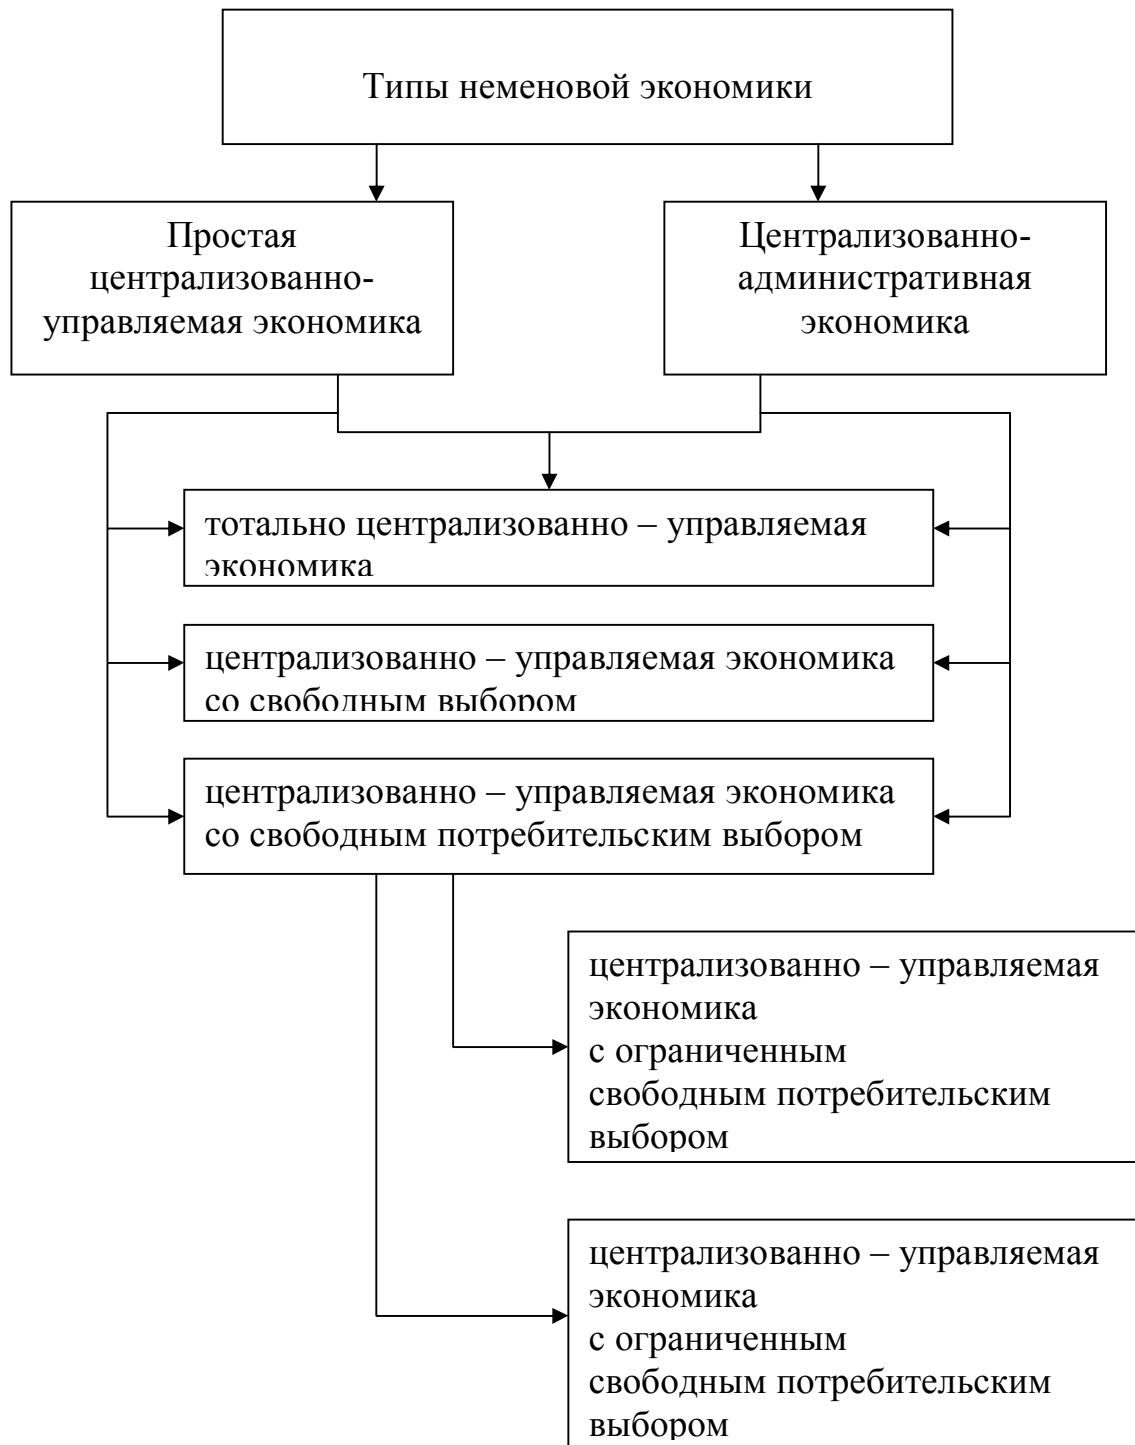 Типы неменовой экономики
Простая
централизованно-
управляемая экономика
Централизованно-
административная
экономика
тотально централизованно – управляемая
экономика
централизованно – управляемая экономика
со свободным выбором
централизованно – управляемая экономика
со свободным потребительским выбором
централизованно – управляемая
экономика
с ограниченным
свободным потребительским
выбором
централизованно – управляемая
экономика
с ограниченным
свободным потребительским
выбором